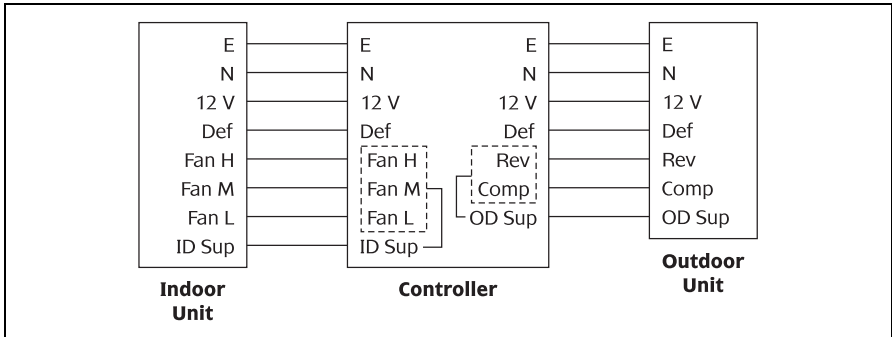 E E E E
N N N N
12 V 12 V 12 V 12 V
Def Def Def Def
Fan H Fan H Rev Rev
Fan M Fan M Comp Comp
Fan L Fan L OD Sup OD Sup
ID Sup ID Sup
Indoor
Unit
Controller
Outdoor
Unit